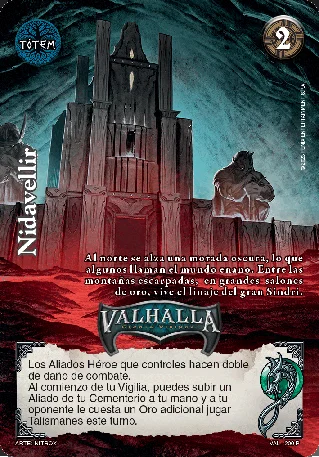 TÓTEM
2
Nidavellir
Al norte se alza una morada oscura, lo que
algunos llaman el mundo enano. Entre las
montañas escarpadas, en grandes salones
de oro, vive el linaje del gran Sindri.
VALHALLA
Los Aliados Héroe que controles hacen doble
de daño de combate.
Al comienzo de tu Vigilia, puedes subir un
Aliado de tu Cementerio a tu mano y a tu
oponente le cuesta un Oro adicional jugar
Talismanes este turno.